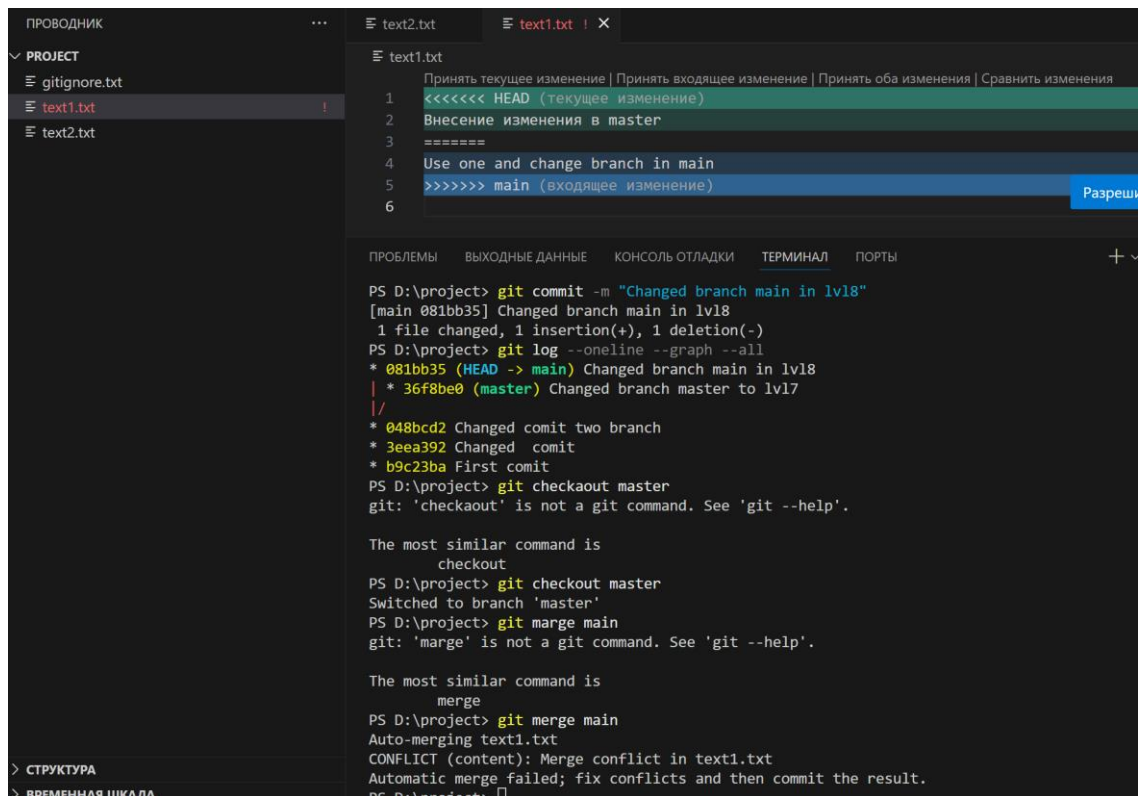 ПРОВОДНИК ···
PROJECT
gitignore.txt
text1.txt !
text2.txt
СТРУКТУРА
ВРЕМЕННАЯ ШКАЛА
text2.txt text1.txt !
text1.txt
Принять текущее изменение | Принять входящее изменение | Принять оба изменения | Сравнить изменения
1 <<<<<<< HEAD (текущее изменение)
2 Внесение изменения в master
3 =======
4 Use one and change branch in main
5 >>>>>>> main (входящее изменение)
Разреши
6
ПРОБЛЕМЫ ВЫХОДНЫЕ ДАННЫЕ КОНСОЛЬ ОТЛАДКИ ТЕРМИНАЛ ПОРТЫ
PS D:\project> git commit -m "Changed branch main in lvl8"
[main 081bb35] Changed branch main in lvl8
1 file changed, 1 insertion(+), 1 deletion(-)
PS D:\project> git log --oneline --graph --all
* 081bb35 (HEAD -> main) Changed branch main in lvl8
| * 36f8be0 (master) Changed branch master to lvl7
|/
* 048bcd2 Changed comit two branch
* 3eea392 Changed  comit
* b9c23ba First comit
PS D:\project> git checkaout master
git: 'checkaout' is not a git command. See 'git --help'.
The most similar command is
checkout
PS D:\project> git checkout master
Switched to branch 'master'
PS D:\project> git marge main
git: 'marge' is not a git command. See 'git --help'.
The most similar command is
merge
PS D:\project> git merge main
Auto-merging text1.txt
CONFLICT (content): Merge conflict in text1.txt
Automatic merge failed; fix conflicts and then commit the result.
PS D:\project>